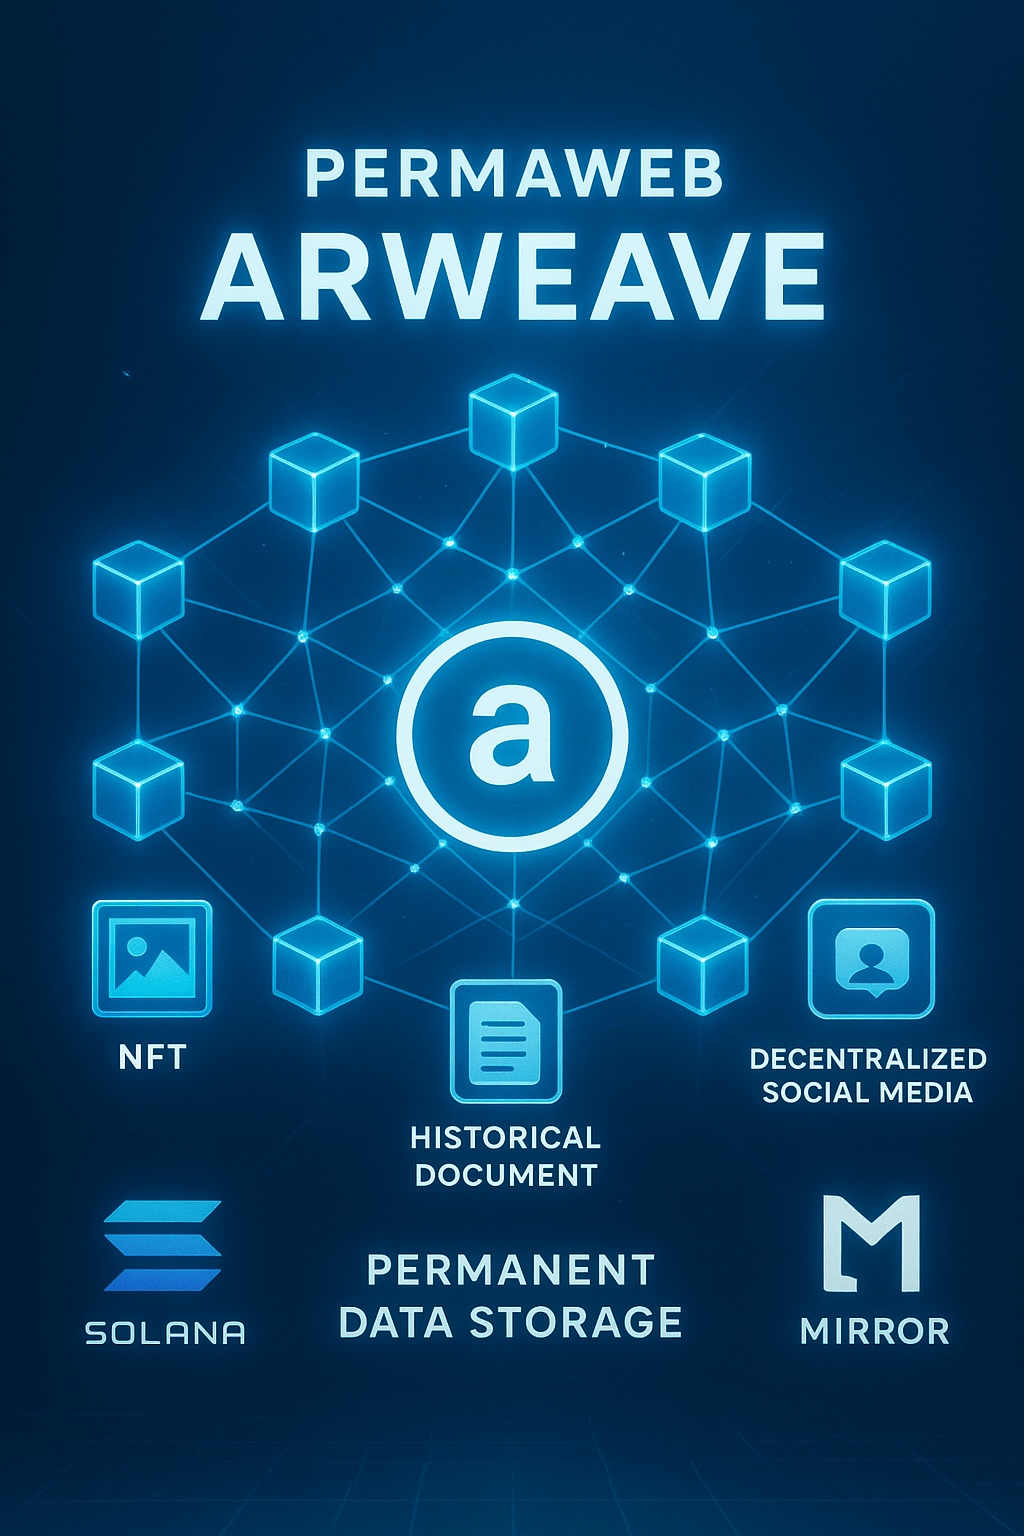 PERMAWEB
ARWEAVE
a
NFT
DECENTRALIZED
SOCIAL MEDIA
HISTORICAL
DOCUMENT
PERMANENT
DATA STORAGE
SOLANA
MIRROR